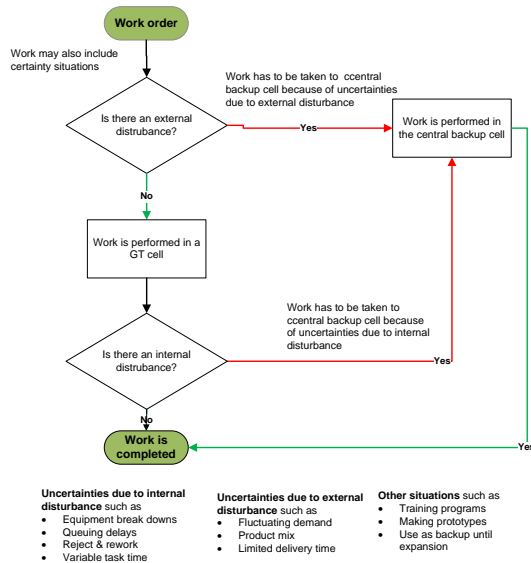 Work order
Work may also include
certainty situations
Work has to be taken to  ccentral
backup cell because of uncertainties
due to external disturbance
Is there an external
distrubance?
Yes
Work is performed in
the central backup cell
No
Work is performed in a
GT cell
Work has to be taken to
ccentral backup cell because
of uncertainties due to internal
disturbance
Is there an internal
distrubance?
Yes
No
Work is
completed
Yes
Uncertainties due to internal
disturbance such as
• Equipment break downs
• Queuing delays
• Reject & rework
• Variable task time
Uncertainties due to external
disturbance such as
• Fluctuating demand
• Product mix
• Limited delivery time
Other situations such as
• Training programs
• Making prototypes
• Use as backup until
expansion